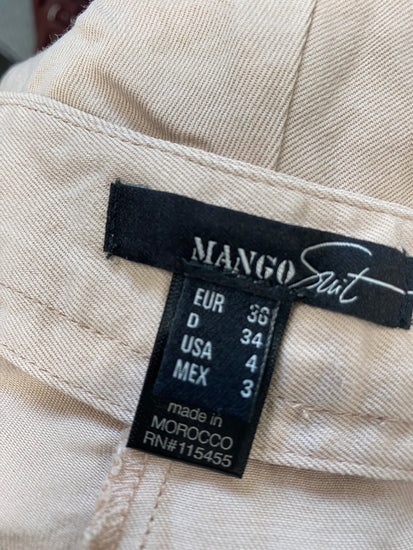 MANGO Suit
EUR 36
D 34
USA 4
MEX 3
made in
MOROCCO
RN#115455